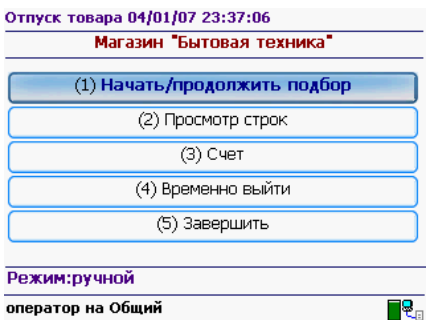 Отпуск товара 04/01/07 23:37:06
Магазин "Бытовая техника"
(1) Начать/продолжить подбор
(2) Просмотр строк
(3) Счет
(4) Временно выйти
(5) Завершить
Режим:ручной
оператор на Общий